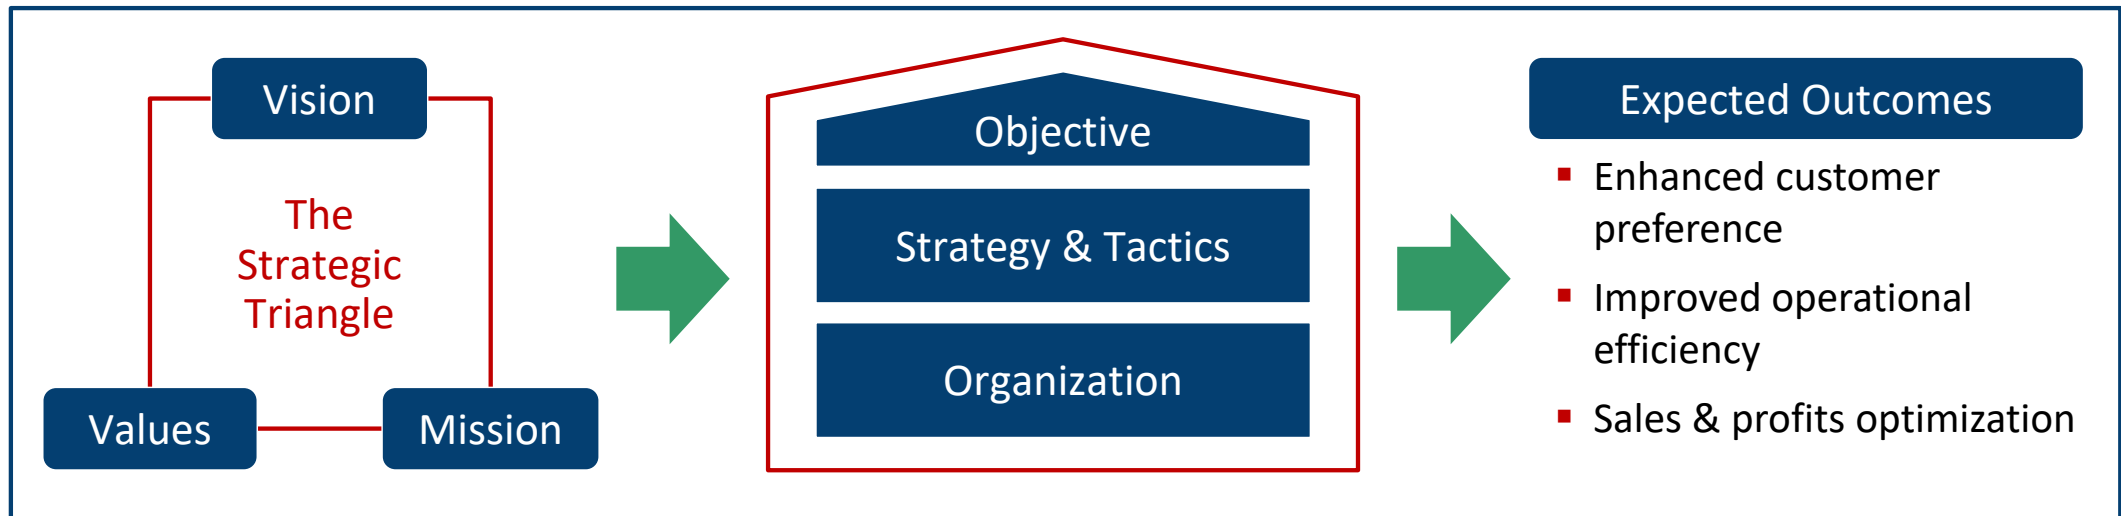 Vision
The
Strategic
Triangle
Values
Mission
Objective
Strategy & Tactics
Organization
Expected Outcomes
▪ Enhanced customer
preference
▪ Improved operational
efficiency
▪ Sales & profits optimization